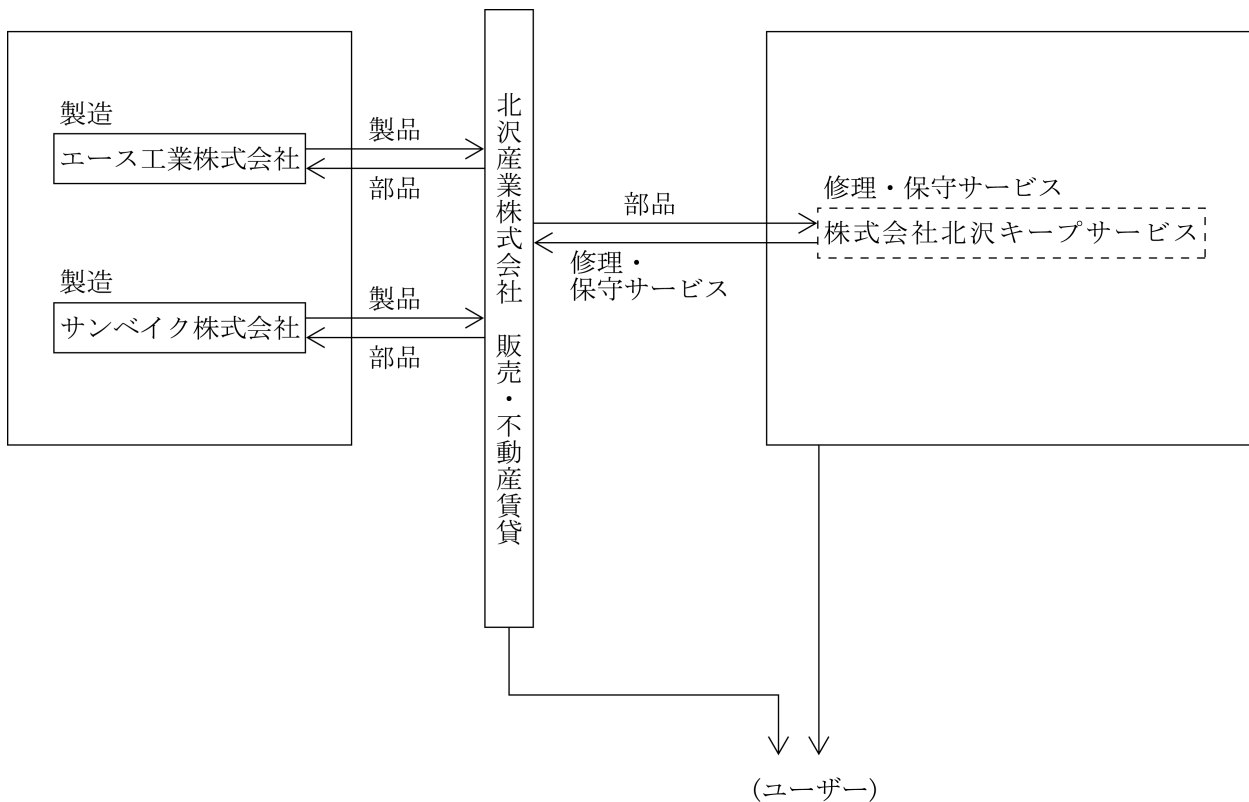 製造
エース工業株式会社
製品
部品
製造
サンベイク株式会社
製品
部品
北沢産業株式会社　販売・不動産賃貸
部品
修理・
保守サービス
修理・保守サービス
株式会社北沢キープサービス
(ユーザー)